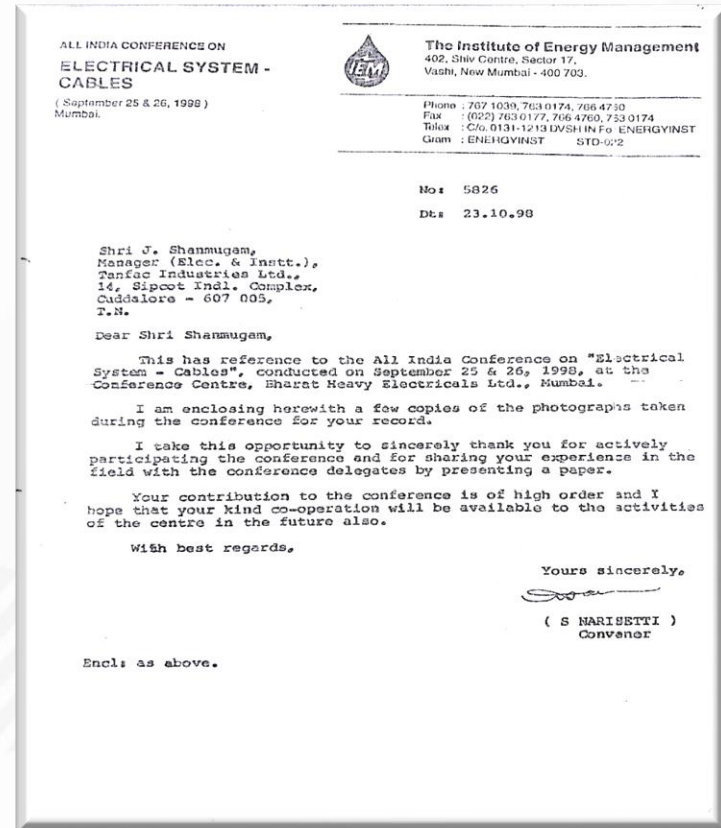 ALL INDIA CONFERENCE ON
ELECTRICAL SYSTEM -
CABLES
( September 25 & 26, 1998 )
Mumbai.
IEM
The Institute of Energy Management
402, Shiv Centre, Sector 17,
Vashi, New Mumbai - 400 703.
Phone : 767 1039, 763 0174, 766 4760
Fax : (022) 763 0177, 766 4760, 763 0174
Telex : C/o. 0131-1213 DVSH IN Fo ENERGYINST
Gram : ENERGYINST STD-022
No: 5826
Dt: 23.10.98
Shri J. Shanmugam,
Manager (Elec. & Instt.),
Tanfac Industries Ltd.,
14, Sipcot Indl. Complex,
Cuddalore - 607 005,
T.N.
Dear Shri Shanmugam,
This has reference to the All India Conference on "Electrical
System - Cables", conducted on September 25 & 26, 1998, at the
Conference Centre, Bharat Heavy Electricals Ltd., Mumbai.
I am enclosing herewith a few copies of the photographs taken
during the conference for your record.
I take this opportunity to sincerely thank you for actively
participating the conference and for sharing your experience in the
field with the conference delegates by presenting a paper.
Your contribution to the conference is of high order and I
hope that your kind co-operation will be available to the activities
of the centre in the future also.
With best regards,
Yours sincerely,
( S NARISETTI )
Convenor
Encl: as above.